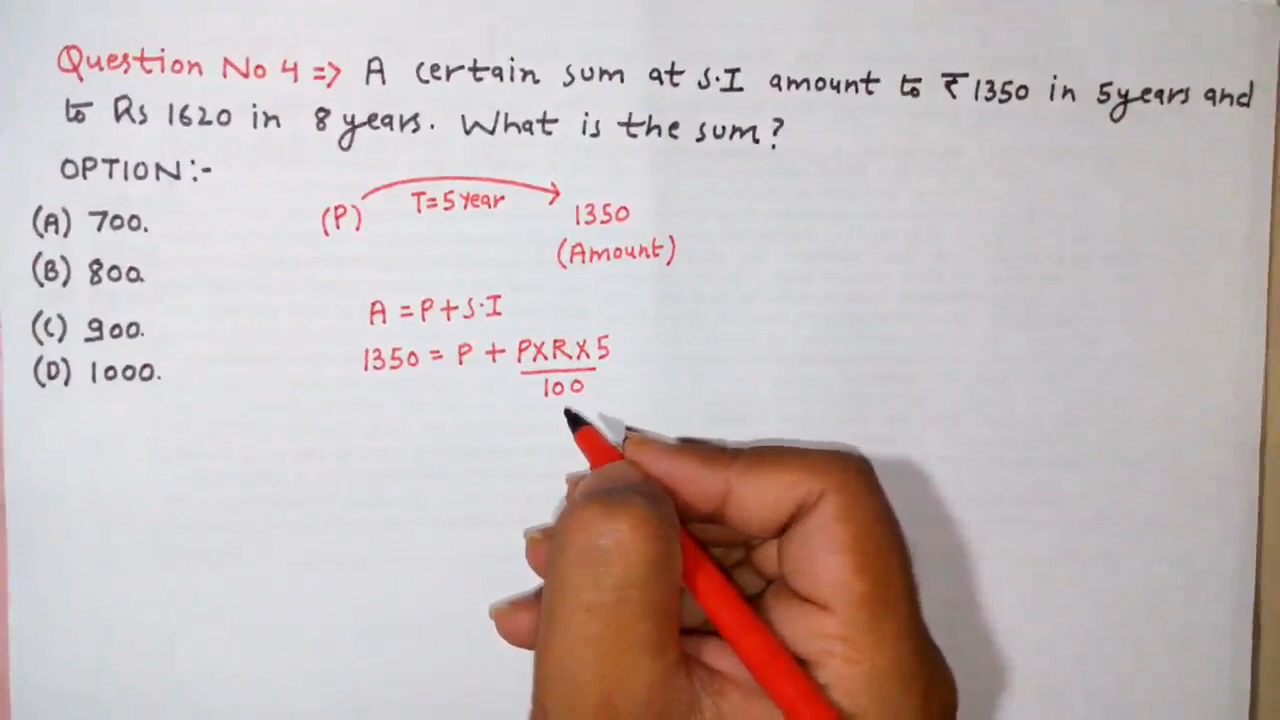 Question No 4 => A certain sum at S.I amount to ₹1350 in 5years and
to Rs 1620 in 8 years. What is the sum?
OPTION:-
(A) 700.
(B) 800.
(C) 900.
(D) 1000.
(P) T=5 Year 1350
(Amount)
A = P + S.I
1350 = P + PXRX5
100